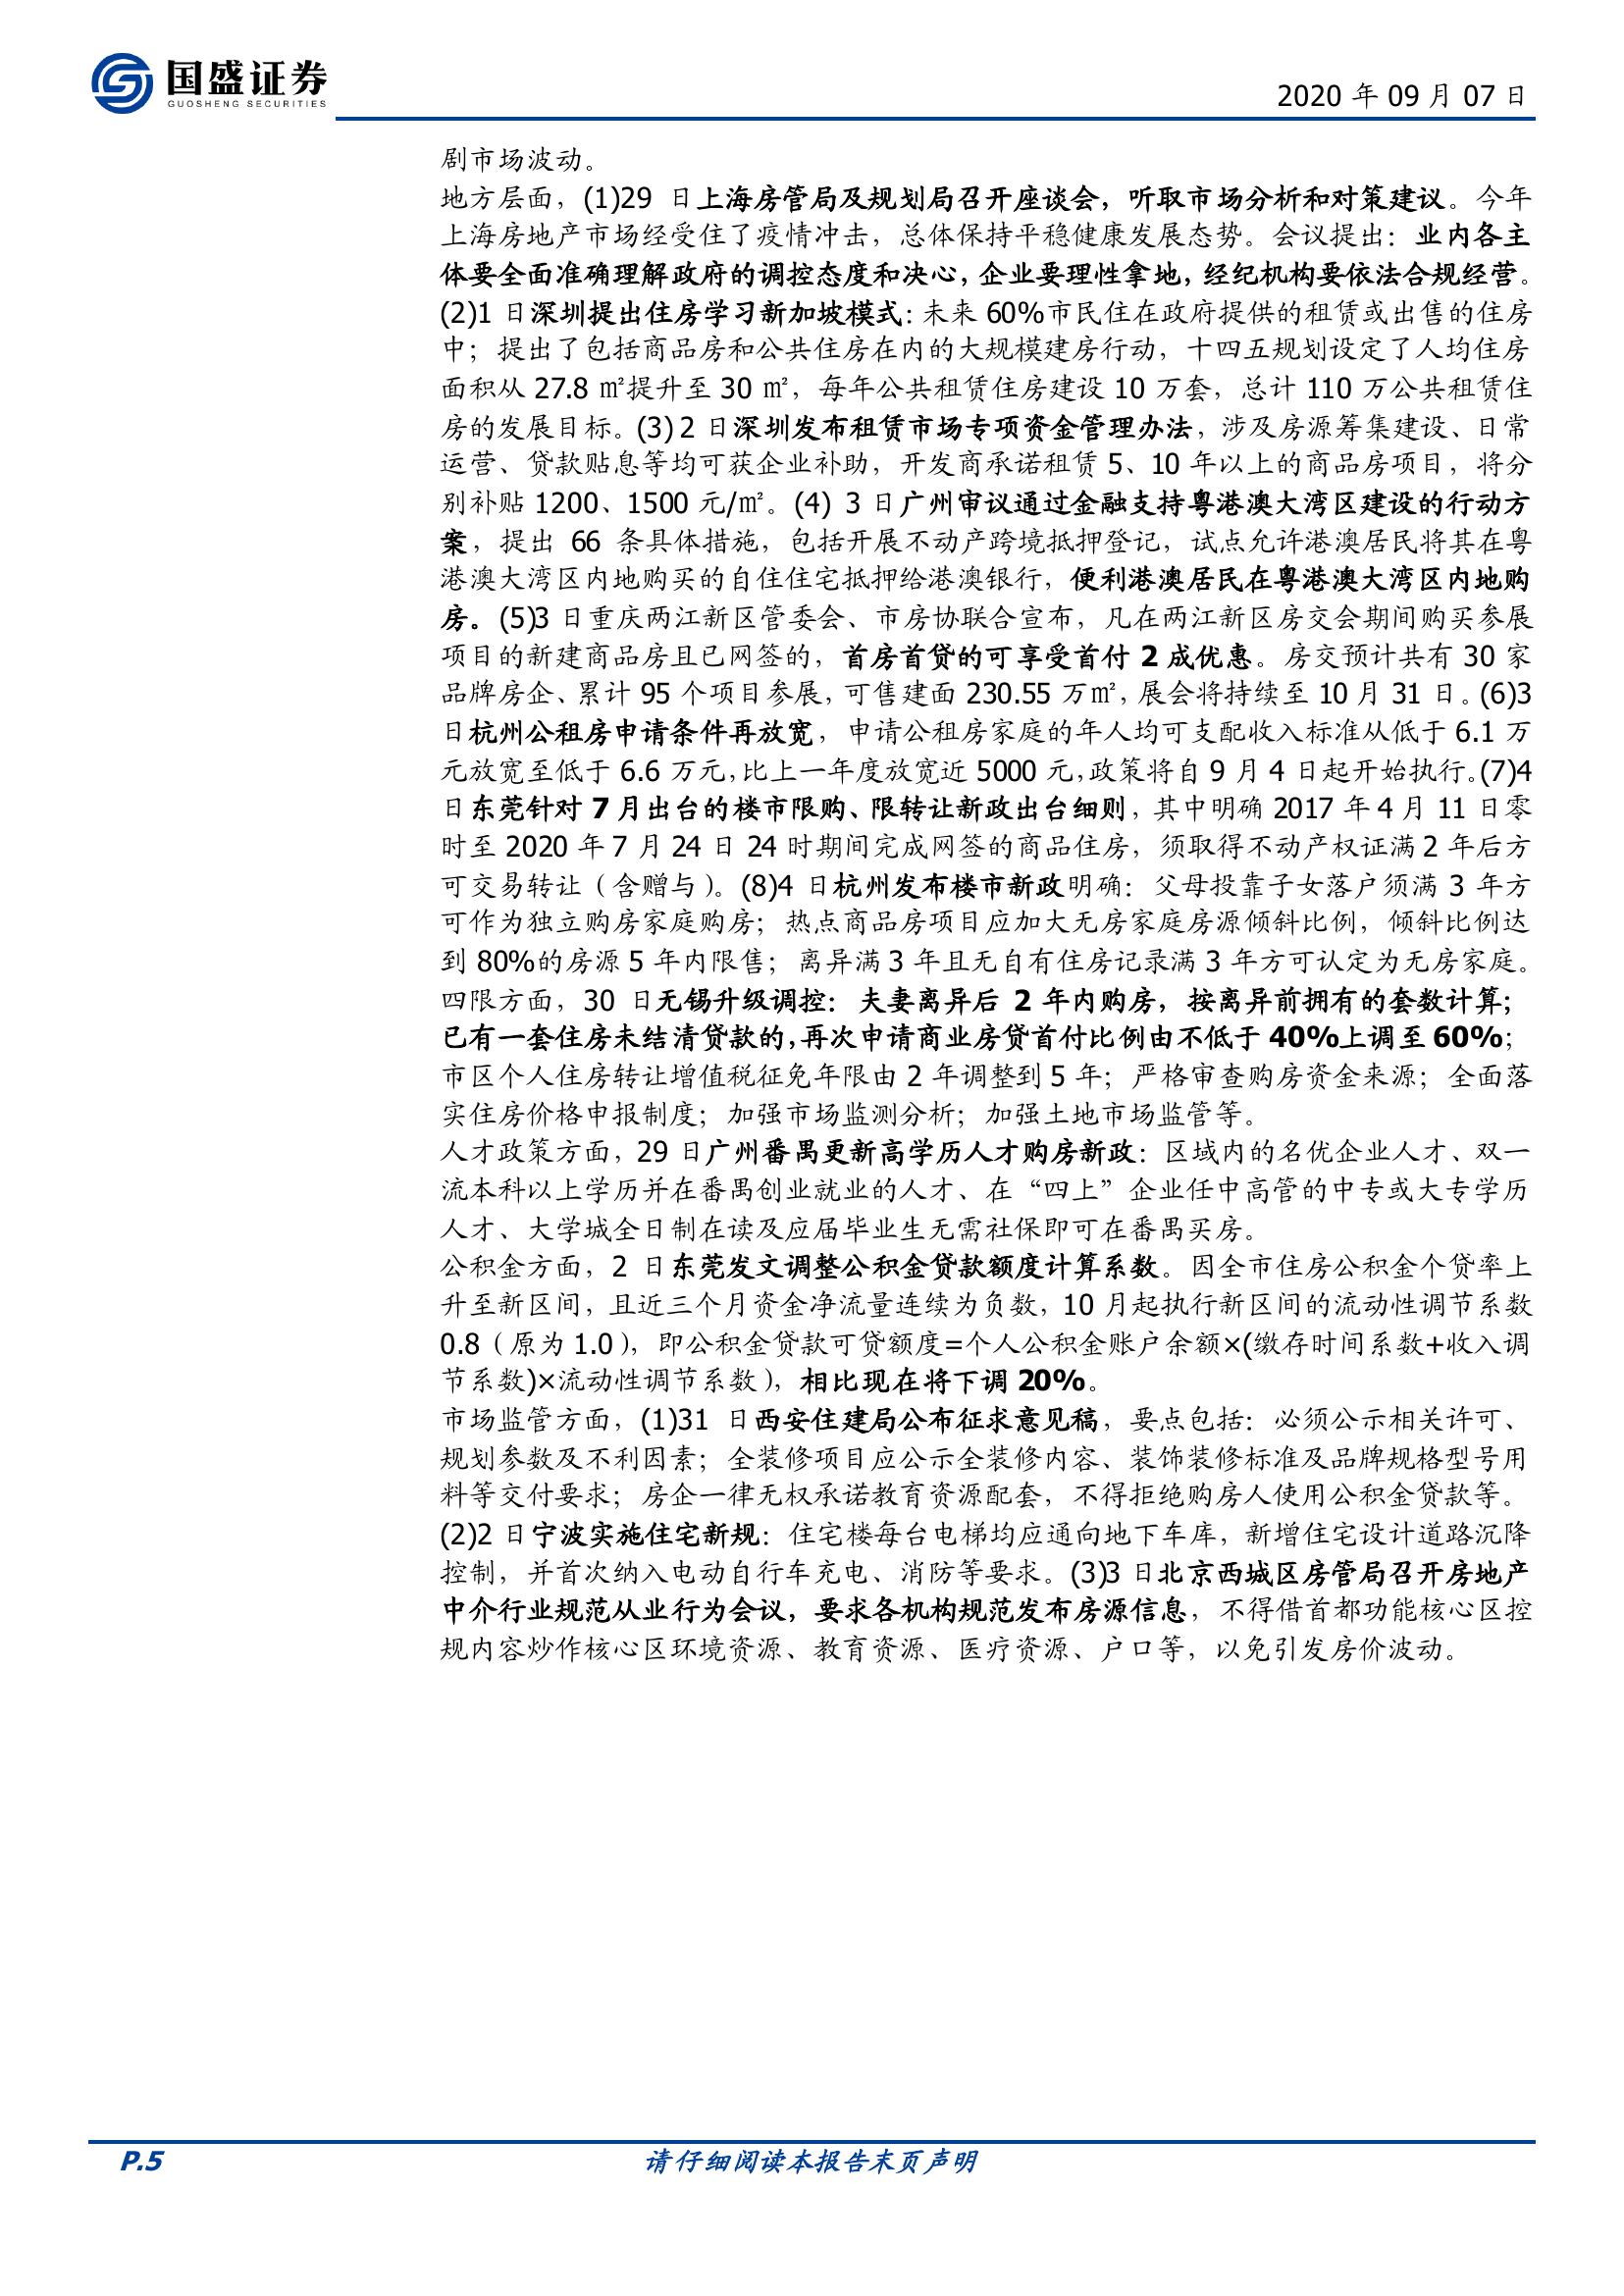 国盛证券
GUOSHENG SECURITIES
2020 年 09 月 07 日
剧市场波动。
地方层面，(1)29 日上海房管局及规划局召开座谈会，听取市场分析和对策建议。今年
上海房地产市场经受住了疫情冲击，总体保持平稳健康发展态势。会议提出：业内各主
体要全面准确理解政府的调控态度和决心，企业要理性拿地，经纪机构要依法合规经营。
(2)1 日深圳提出住房学习新加坡模式：未来 60%市民住在政府提供的租赁或出售的住房
中；提出了包括商品房和公共住房在内的大规模建房行动，十四五规划设定了人均住房
面积从 27.8 ㎡提升至 30 ㎡，每年公共租赁住房建设 10 万套，总计 110 万公共租赁住
房的发展目标。(3) 2 日深圳发布租赁市场专项资金管理办法，涉及房源筹集建设、日常
运营、贷款贴息等均可获企业补助，开发商承诺租赁 5、10 年以上的商品房项目，将分
别补贴 1200、1500 元/㎡。(4) 3 日广州审议通过金融支持粤港澳大湾区建设的行动方
案，提出 66 条具体措施，包括开展不动产跨境抵押登记，试点允许港澳居民将其在粤
港澳大湾区内地购买的自住住宅抵押给港澳银行，便利港澳居民在粤港澳大湾区内地购
房。(5)3 日重庆两江新区管委会、市房协联合宣布，凡在两江新区房交会期间购买参展
项目的新建商品房且已网签的，首房首贷的可享受首付 2 成优惠。房交预计共有 30 家
品牌房企、累计 95 个项目参展，可售建面 230.55 万㎡，展会将持续至 10 月 31 日。(6)3
日杭州公租房申请条件再放宽，申请公租房家庭的年人均可支配收入标准从低于 6.1 万
元放宽至低于 6.6 万元，比上一年度放宽近 5000 元，政策将自 9 月 4 日起开始执行。(7)4
日东莞针对 7 月出台的楼市限购、限转让新政出台细则，其中明确 2017 年 4 月 11 日零
时至 2020 年 7 月 24 日 24 时期间完成网签的商品住房，须取得不动产权证满 2 年后方
可交易转让（含赠与）。(8)4 日杭州发布楼市新政明确：父母投靠子女落户须满 3 年方
可作为独立购房家庭购房；热点商品房项目应加大无房家庭房源倾斜比例，倾斜比例达
到 80%的房源 5 年内限售；离异满 3 年且无自有住房记录满 3 年方可认定为无房家庭。
四限方面，30 日无锡升级调控：夫妻离异后 2 年内购房，按离异前拥有的套数计算；
已有一套住房未结清贷款的，再次申请商业房贷首付比例由不低于 40%上调至 60%；
市区个人住房转让增值税征免年限由 2 年调整到 5 年；严格审查购房资金来源；全面落
实住房价格申报制度；加强市场监测分析；加强土地市场监管等。
人才政策方面，29 日广州番禺更新高学历人才购房新政：区域内的名优企业人才、双一
流本科以上学历并在番禺创业就业的人才、在“四上”企业任中高管的中专或大专学历
人才、大学城全日制在读及应届毕业生无需社保即可在番禺买房。
公积金方面，2 日东莞发文调整公积金贷款额度计算系数。因全市住房公积金个贷率上
升至新区间，且近三个月资金净流量连续为负数，10 月起执行新区间的流动性调节系数
0.8（原为 1.0），即公积金贷款可贷额度=个人公积金账户余额×(缴存时间系数+收入调
节系数)×流动性调节系数），相比现在将下调 20%。
市场监管方面，(1)31 日西安住建局公布征求意见稿，要点包括：必须公示相关许可、
规划参数及不利因素；全装修项目应公示全装修内容、装饰装修标准及品牌规格型号用
料等交付要求；房企一律无权承诺教育资源配套，不得拒绝购房人使用公积金贷款等。
(2)2 日宁波实施住宅新规：住宅楼每台电梯均应通向地下车库，新增住宅设计道路沉降
控制，并首次纳入电动自行车充电、消防等要求。(3)3 日北京西城区房管局召开房地产
中介行业规范从业行为会议，要求各机构规范发布房源信息，不得借首都功能核心区控
规内容炒作核心区环境资源、教育资源、医疗资源、户口等，以免引发房价波动。
P.5
请仔细阅读本报告末页声明